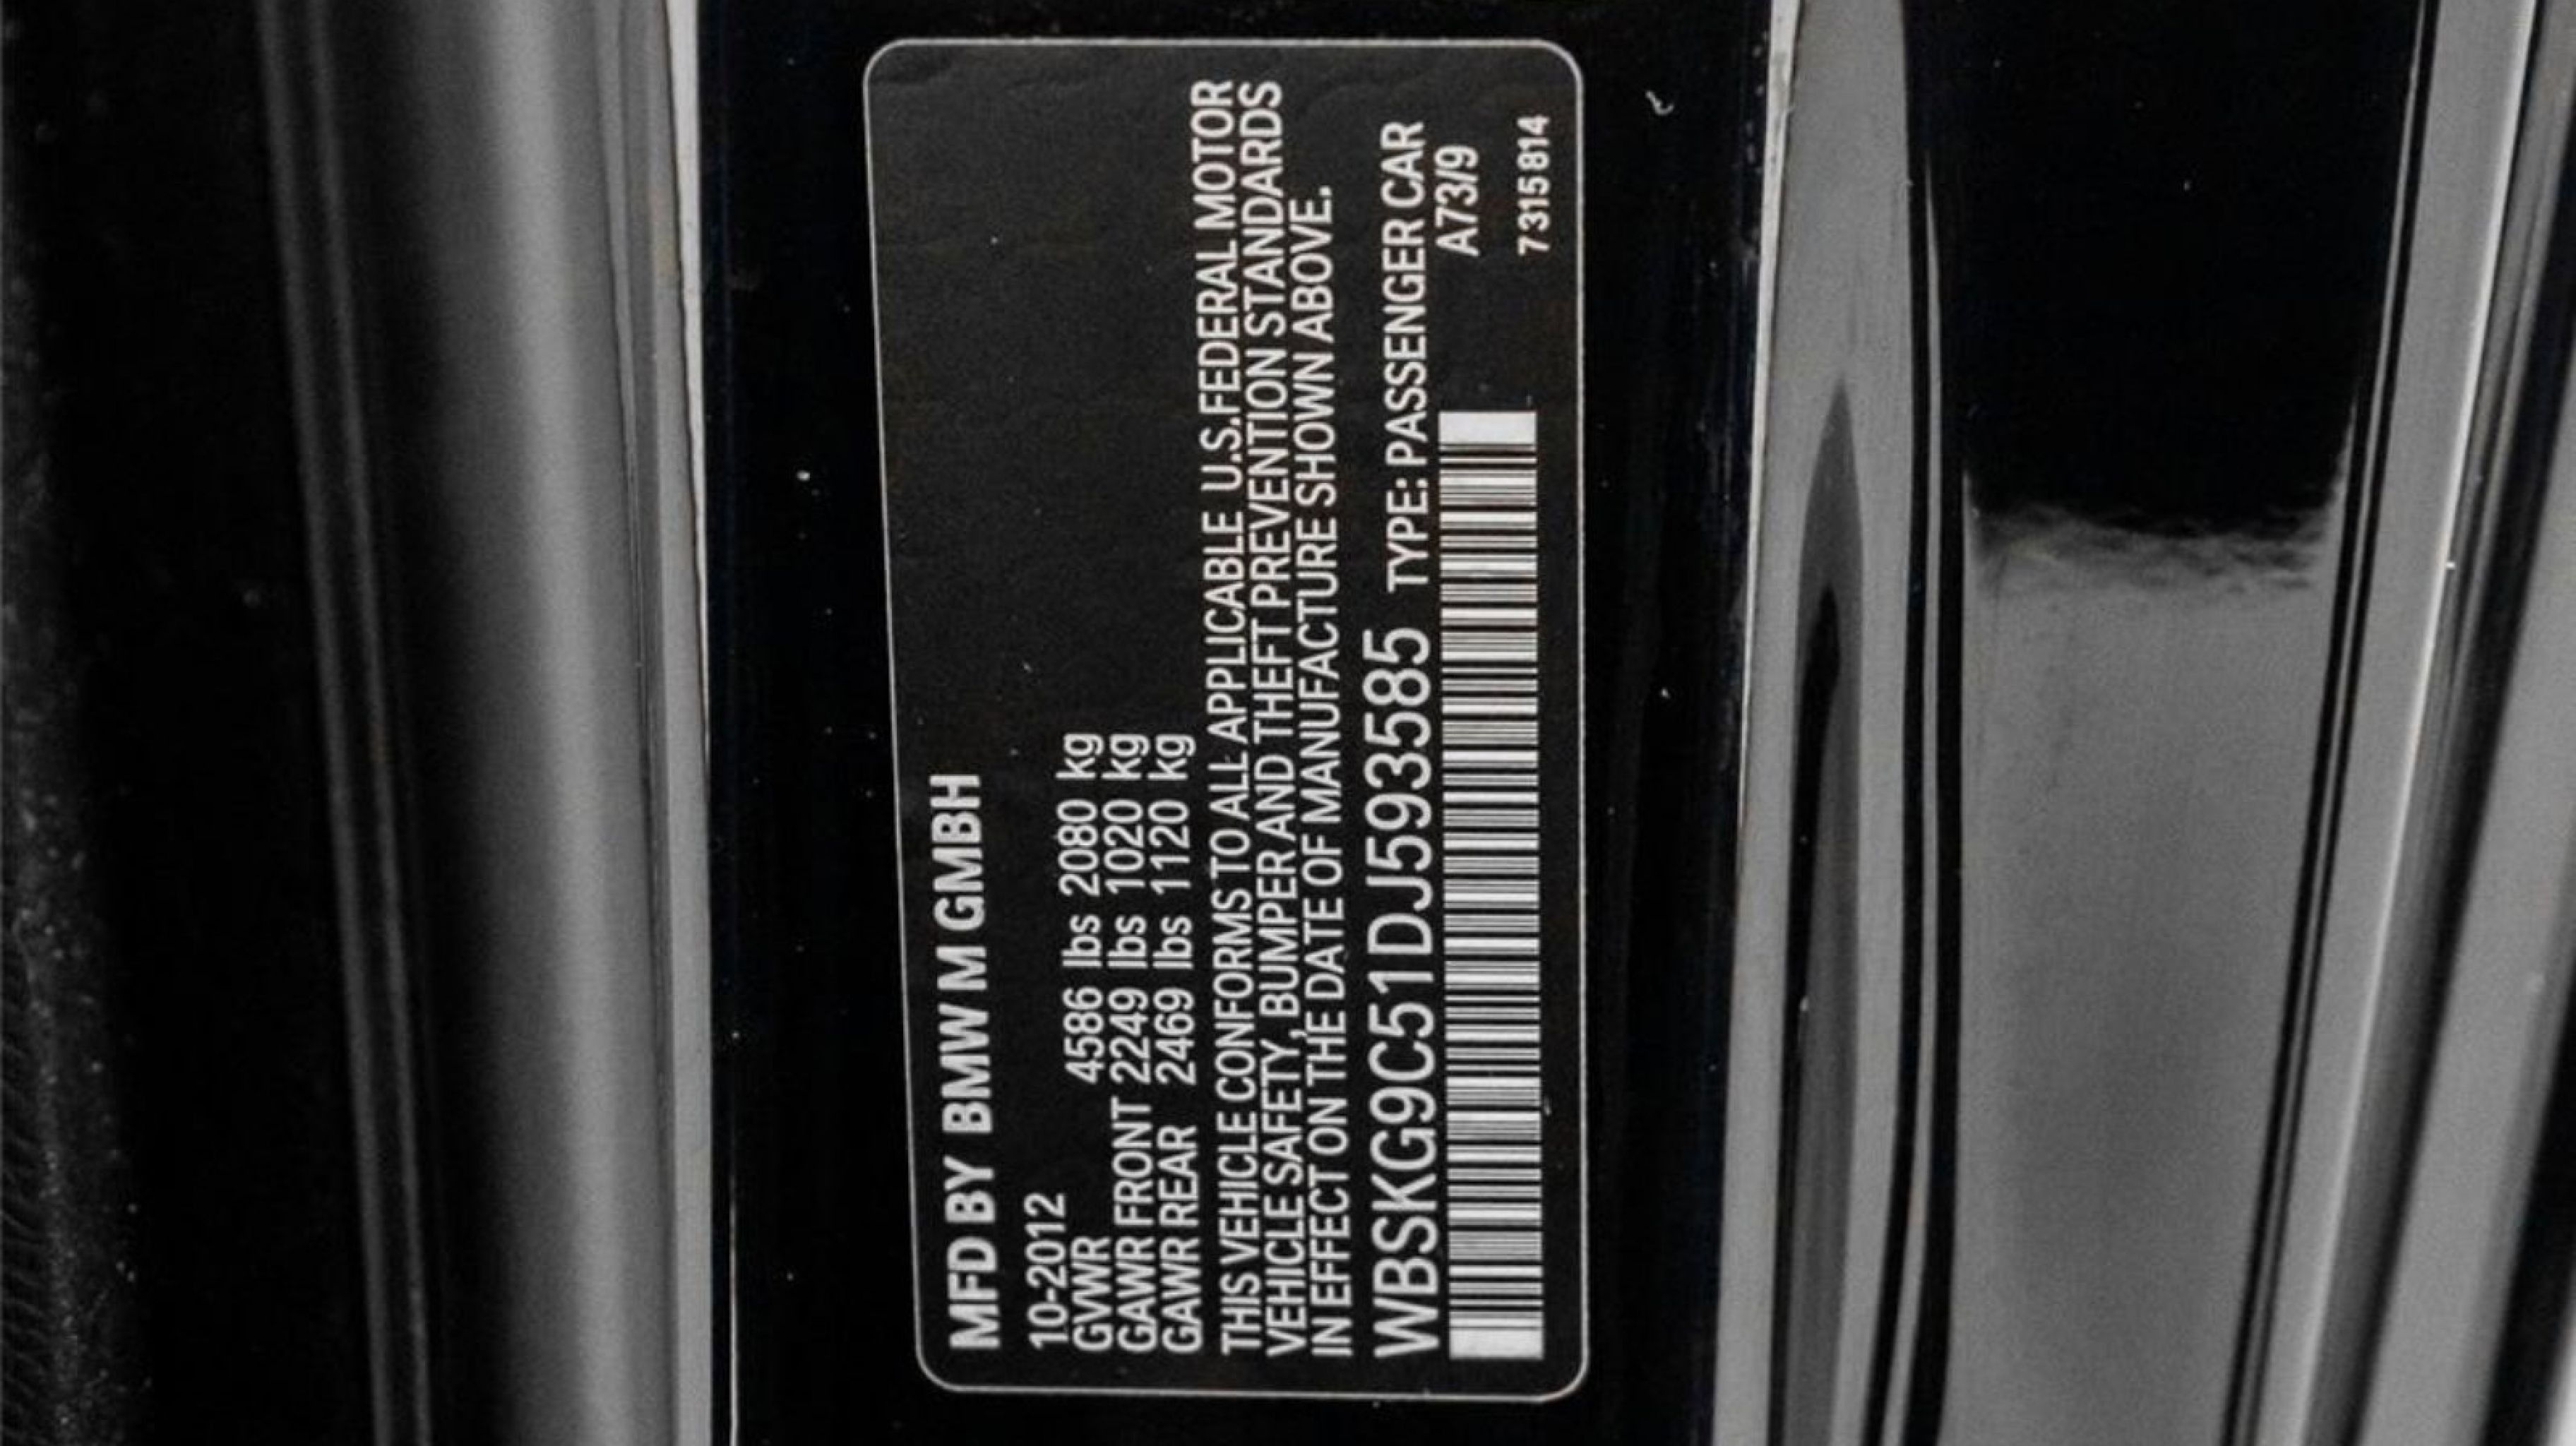 MFD BY BMW M GMBH
10-2012
GVWR 4586 lbs 2080 kg
GAWR FRONT 2249 lbs 1020 kg
GAWR REAR 2469 lbs 1120 kg
THIS VEHICLE CONFORMS TO ALL APPLICABLE U.S.FEDERAL MOTOR
VEHICLE SAFETY, BUMPER AND THEFT PREVENTION STANDARDS
IN EFFECT ON THE DATE OF MANUFACTURE SHOWN ABOVE.
WBSKG9C51DJ593585 TYPE: PASSENGER CAR
A73/9
7315814